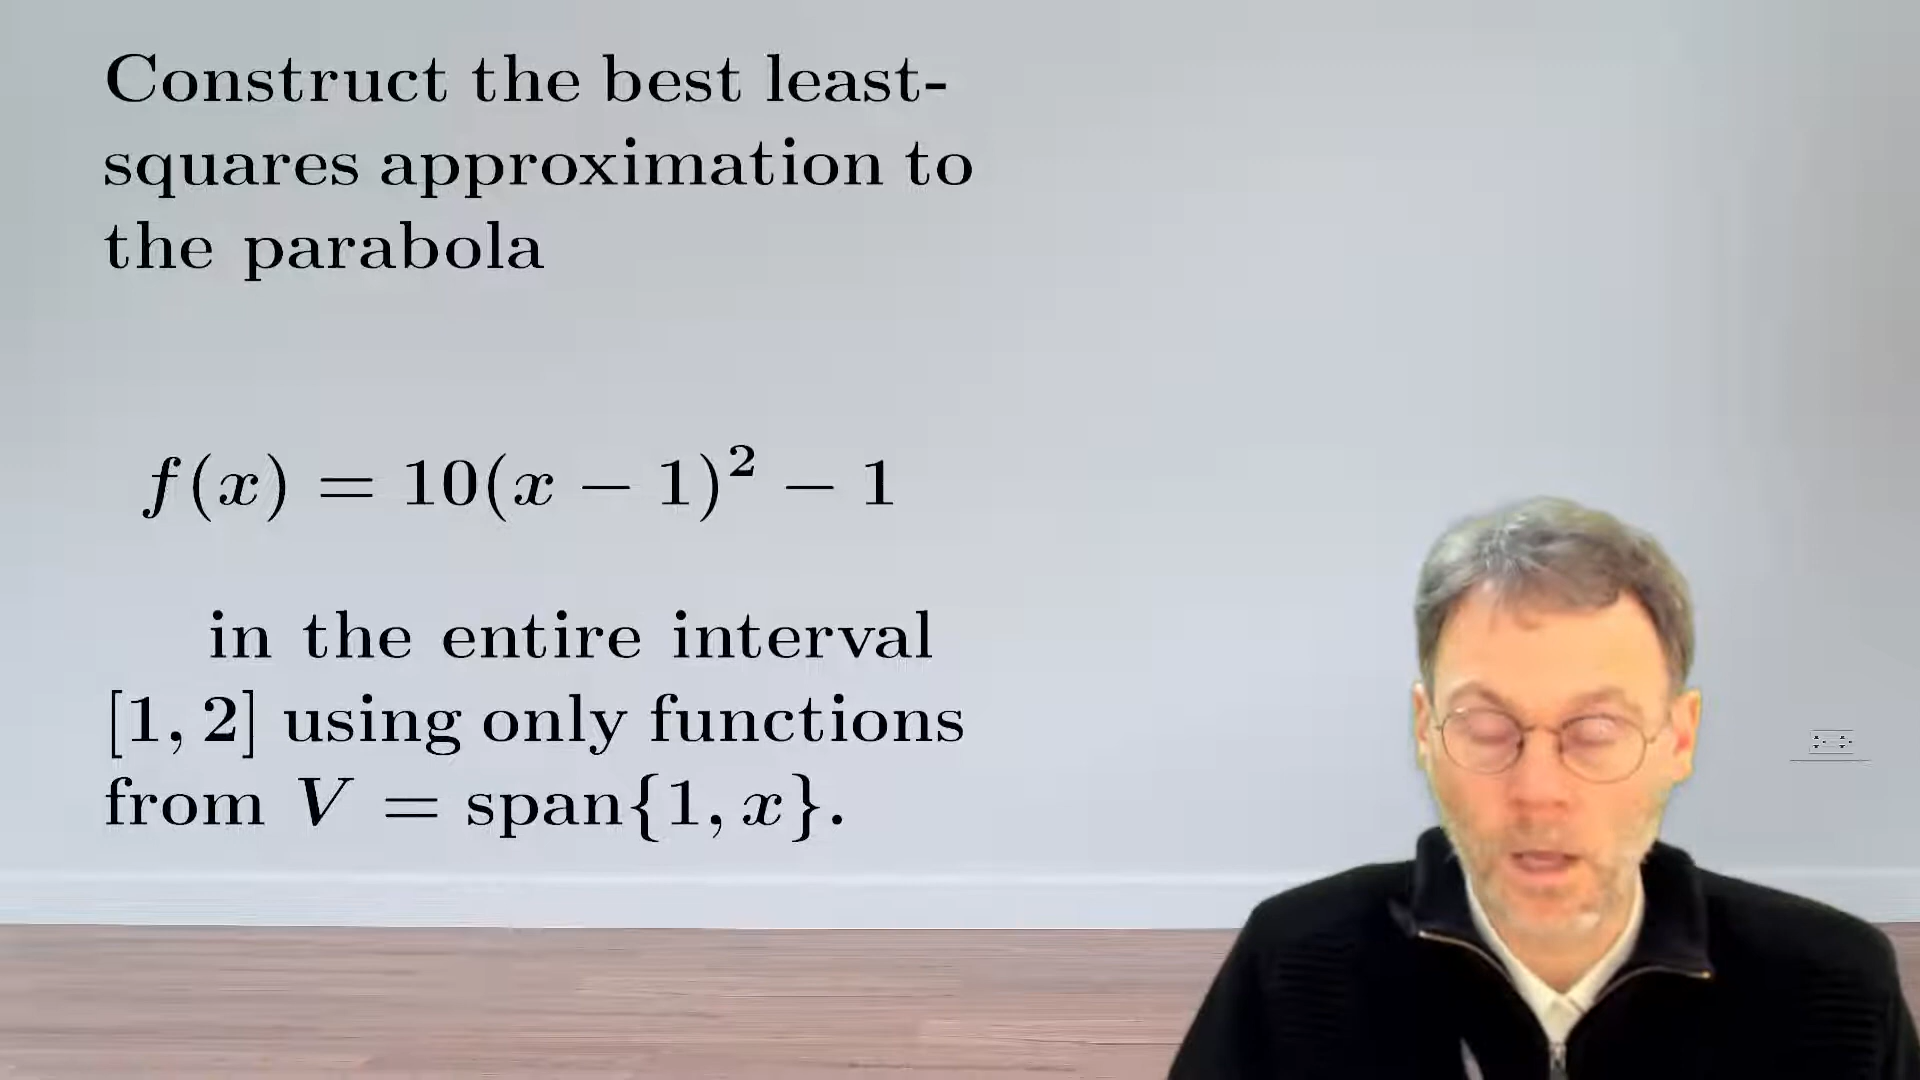 Construct the best least-
squares approximation to
the parabola
f(x) = 10(x − 1)² − 1
in the entire interval
[1, 2] using only functions
from V = span{1, x}.